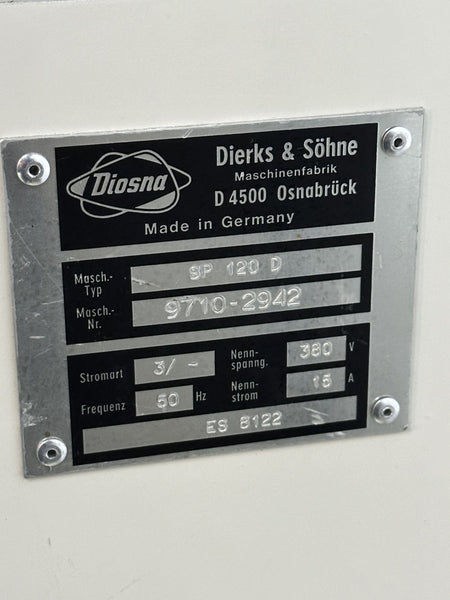 Diosna
Dierks & Söhne
Maschinenfabrik
D 4500 Osnabrück
Made in Germany
Masch.-Typ SP 120 D
Masch.-Nr. 9710-2942
Stromart 3/ - Nenn-spanng. 380 V
Frequenz 50 Hz Nenn-strom 15 A
ES 8122